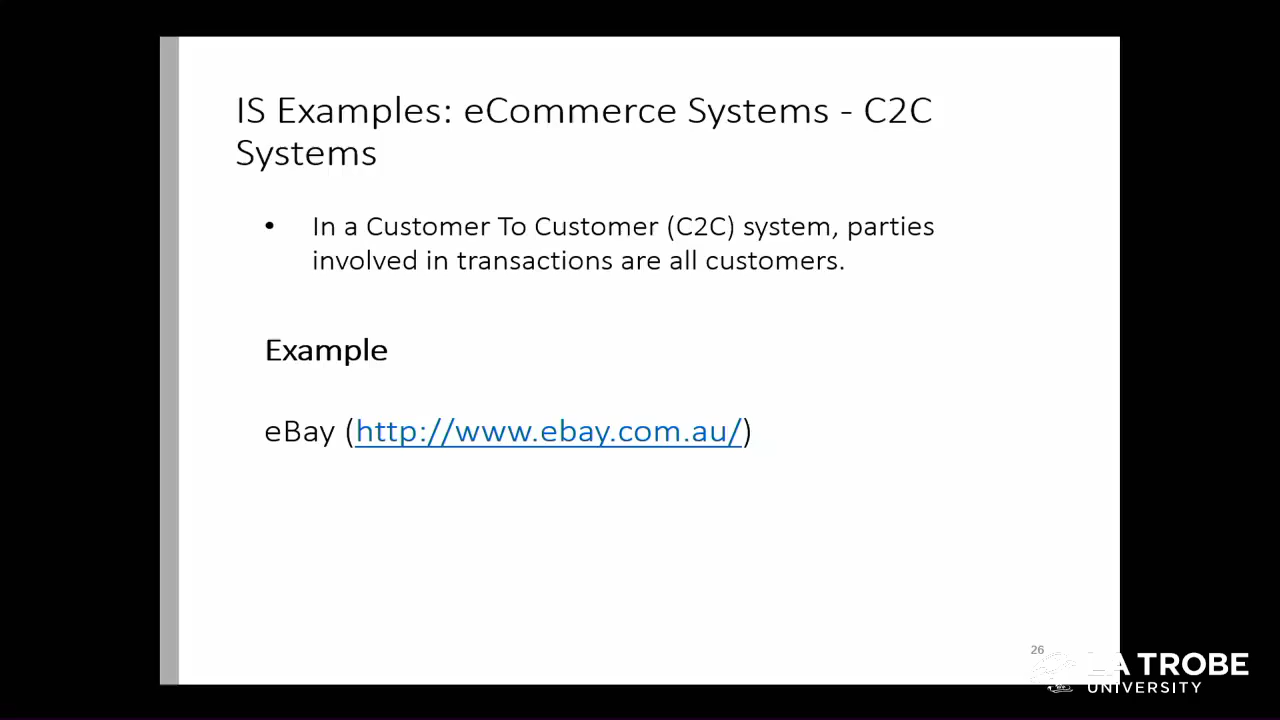 IS Examples: eCommerce Systems - C2C
Systems
• In a Customer To Customer (C2C) system, parties
involved in transactions are all customers.
Example
eBay (http://www.ebay.com.au/)
26
LA TROBE
UNIVERSITY